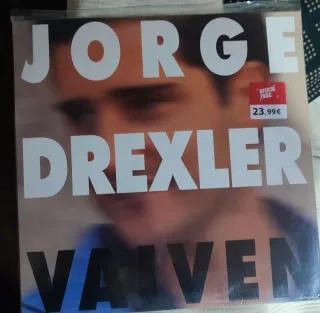 JORGE
DREXLER
VAIVEN
23,99€